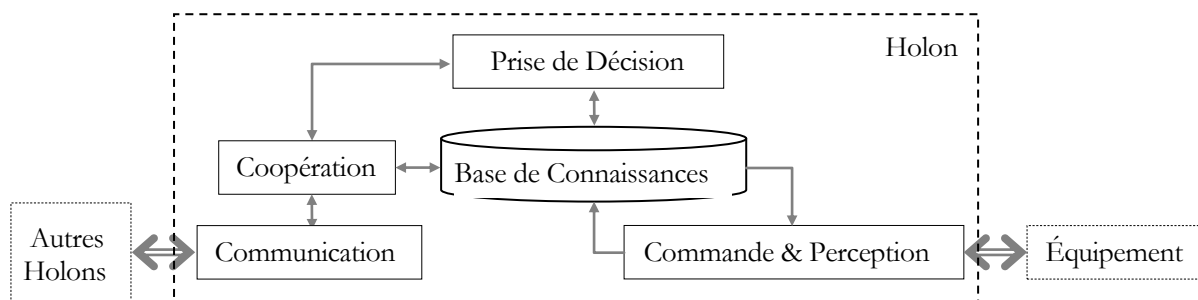 Holon
Prise de Décision
Coopération
Base de Connaissances
Autres
Holons
Communication
Commande & Perception
Équipement